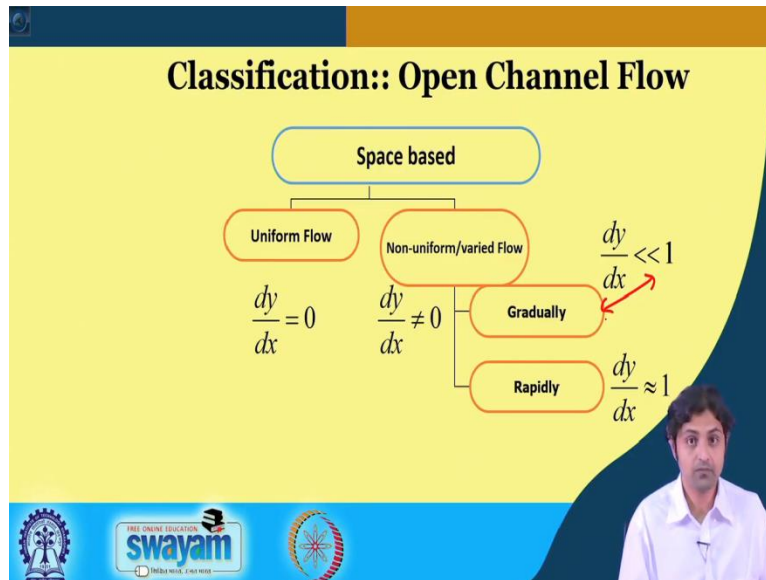 Classification:: Open Channel Flow
Space based
Uniform Flow
Non-uniform/varied Flow
dy/dx = 0
dy/dx ≠ 0
Gradually
dy/dx << 1
Rapidly
dy/dx ≈ 1
FREE ONLINE EDUCATION
swayam